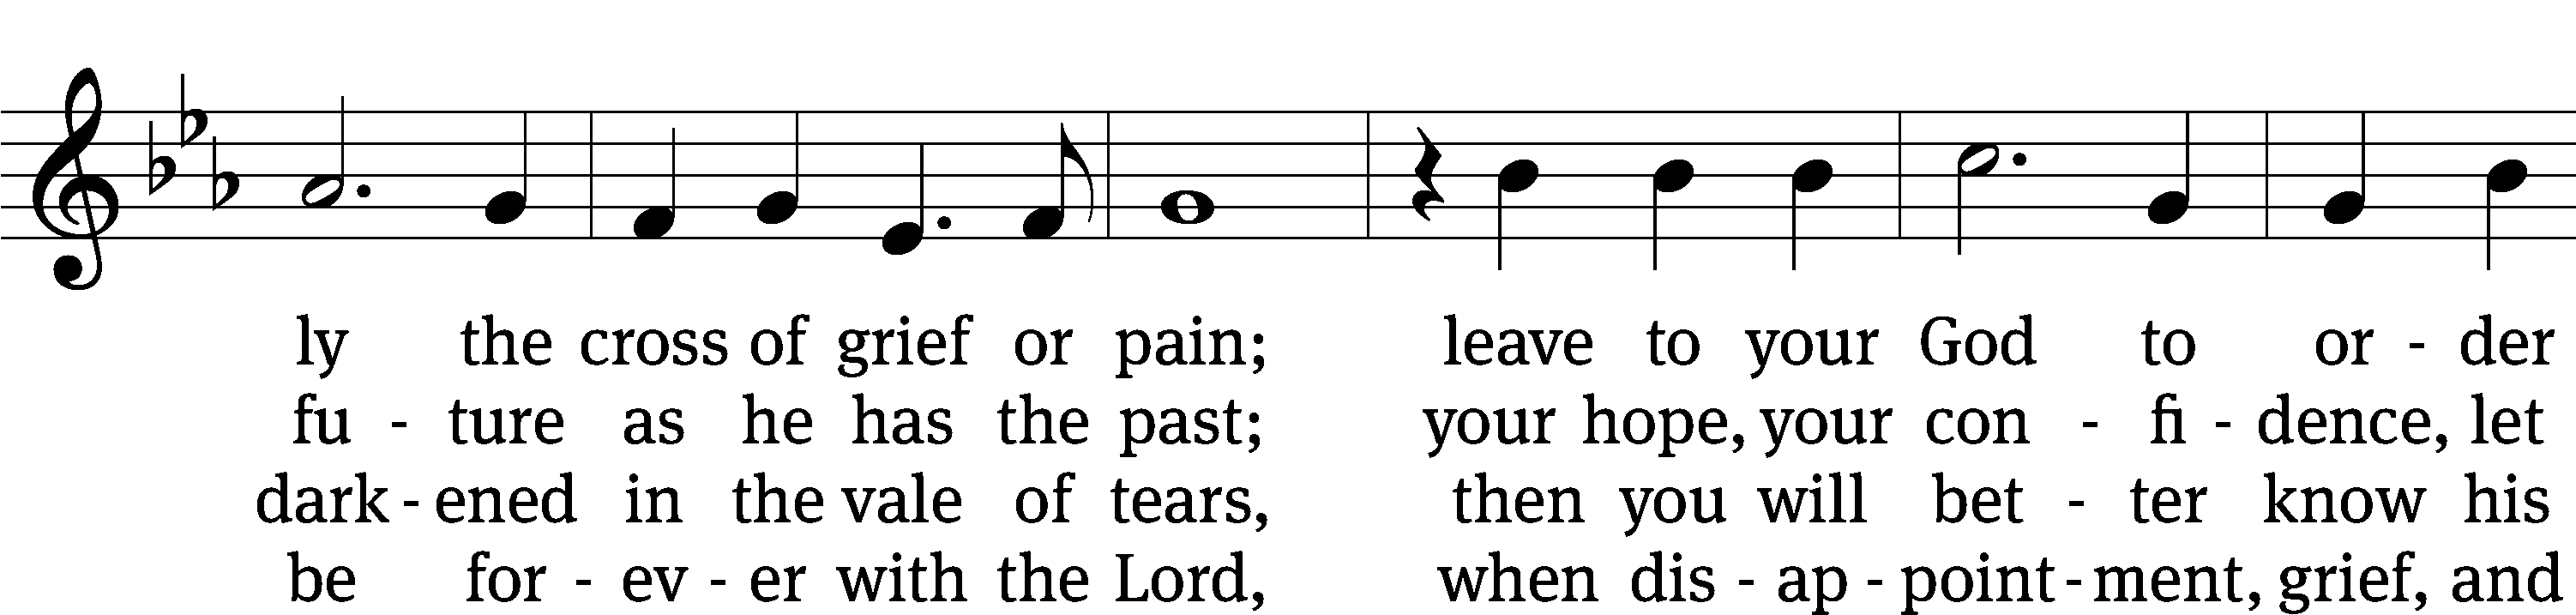 ly the cross of grief or pain; leave to your God to or - der
fu - ture as he has the past; your hope, your con - fi - dence, let
dark - ened in the vale of tears, then you will bet - ter know his
be for - ev - er with the Lord, when dis - ap - point - ment, grief, and